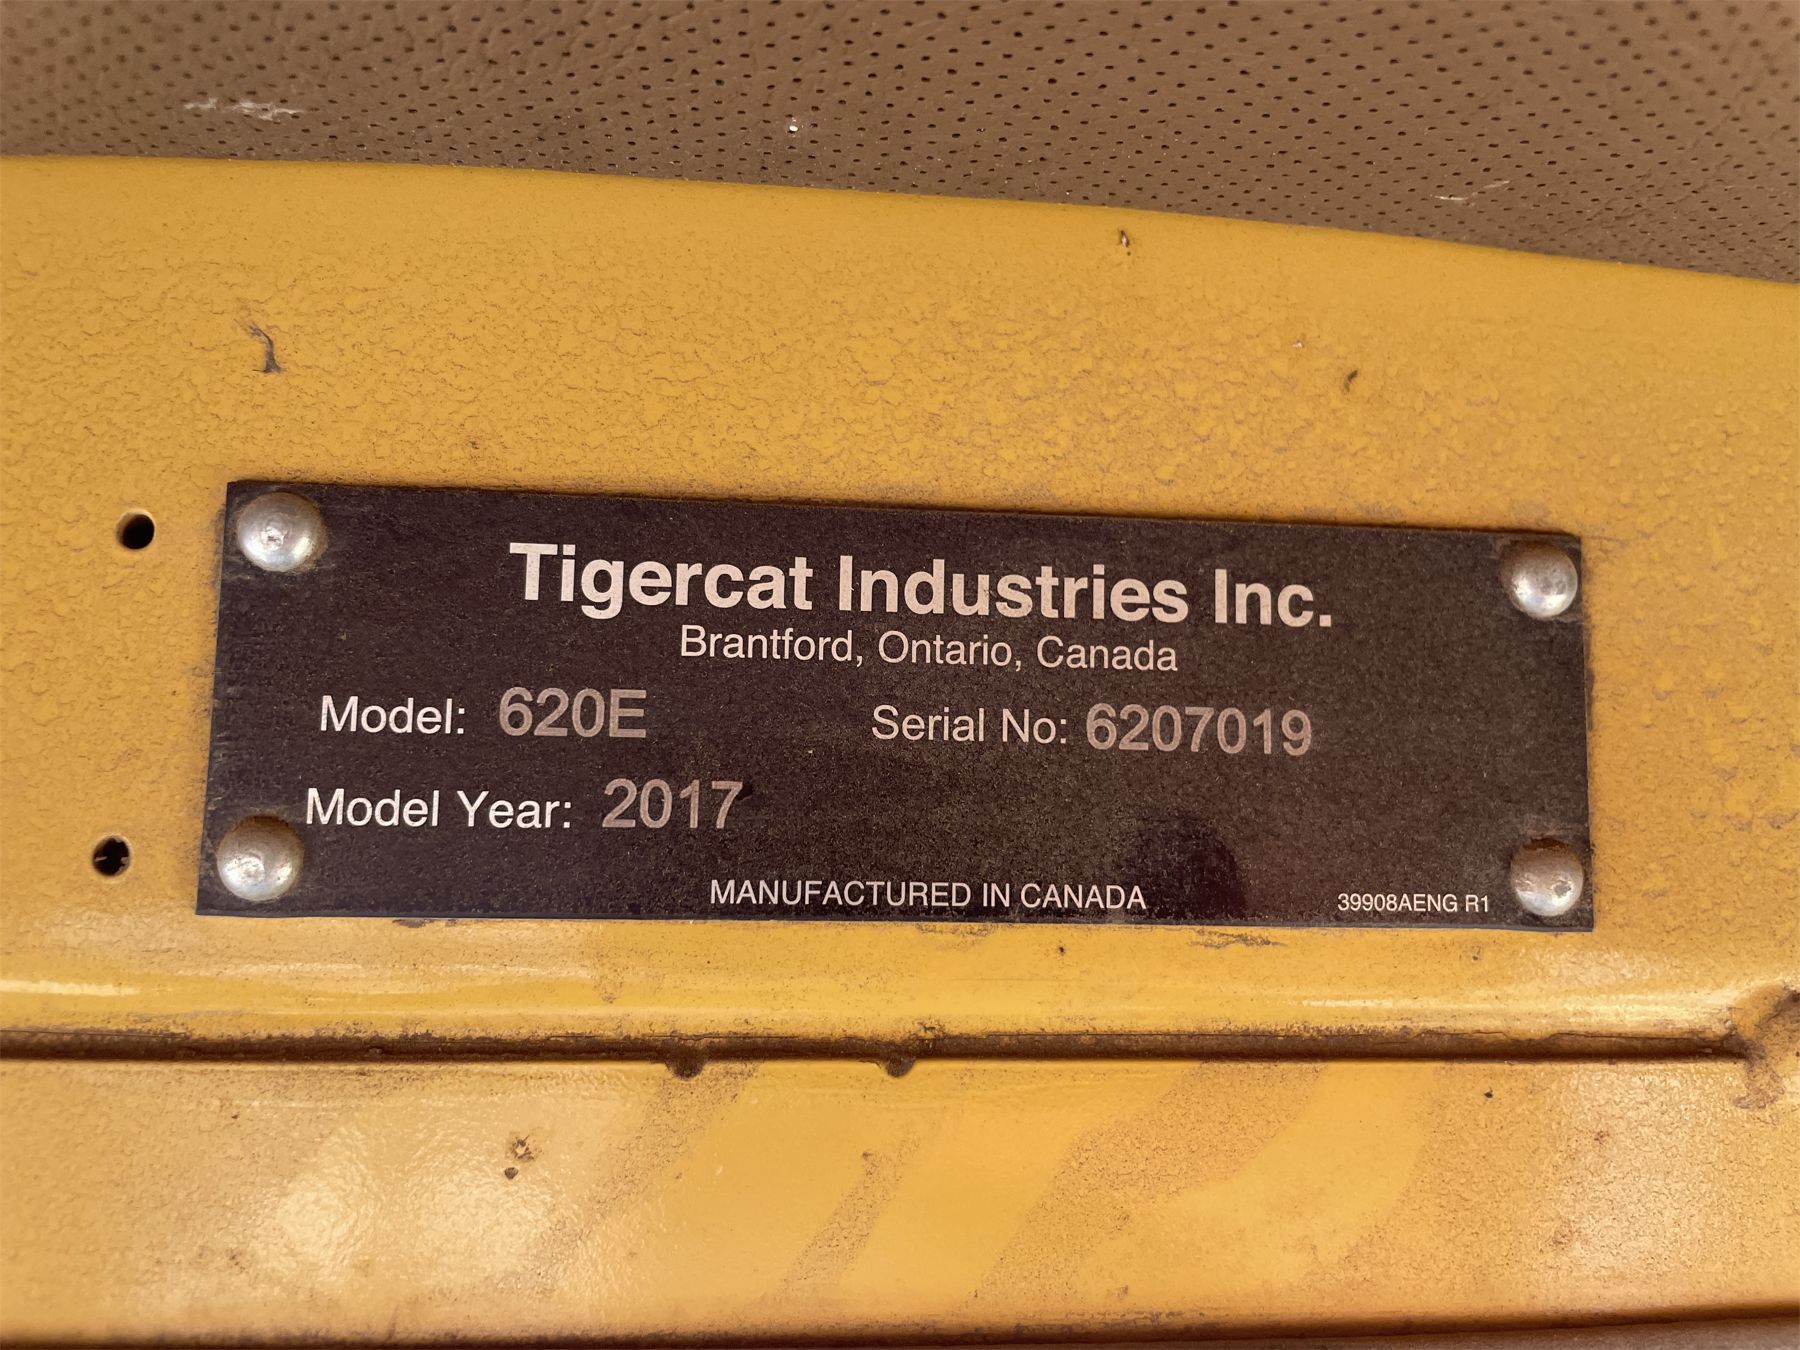 Tigercat Industries Inc.
Brantford, Ontario, Canada
Model: 620E Serial No: 6207019
Model Year: 2017
MANUFACTURED IN CANADA 39908AENG R1